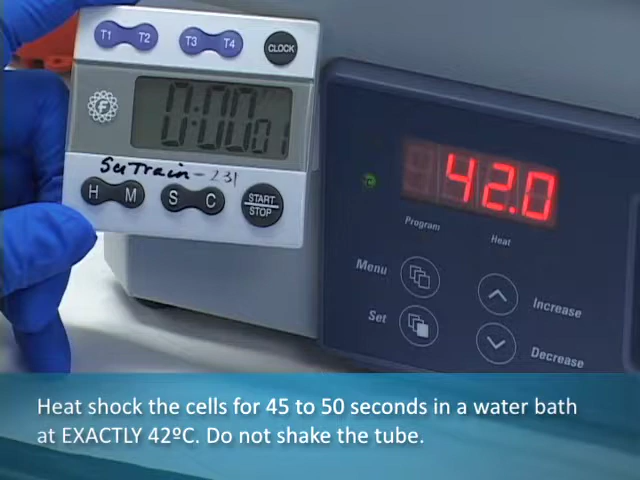 T1 T2 T3 T4 CLOCK
F
0:00 01
SciTrain - 231
H M S C START/STOP
42.0
Program Heat
Menu
Increase
Set
Decrease
Heat shock the cells for 45 to 50 seconds in a water bath
at EXACTLY 42ºC. Do not shake the tube.